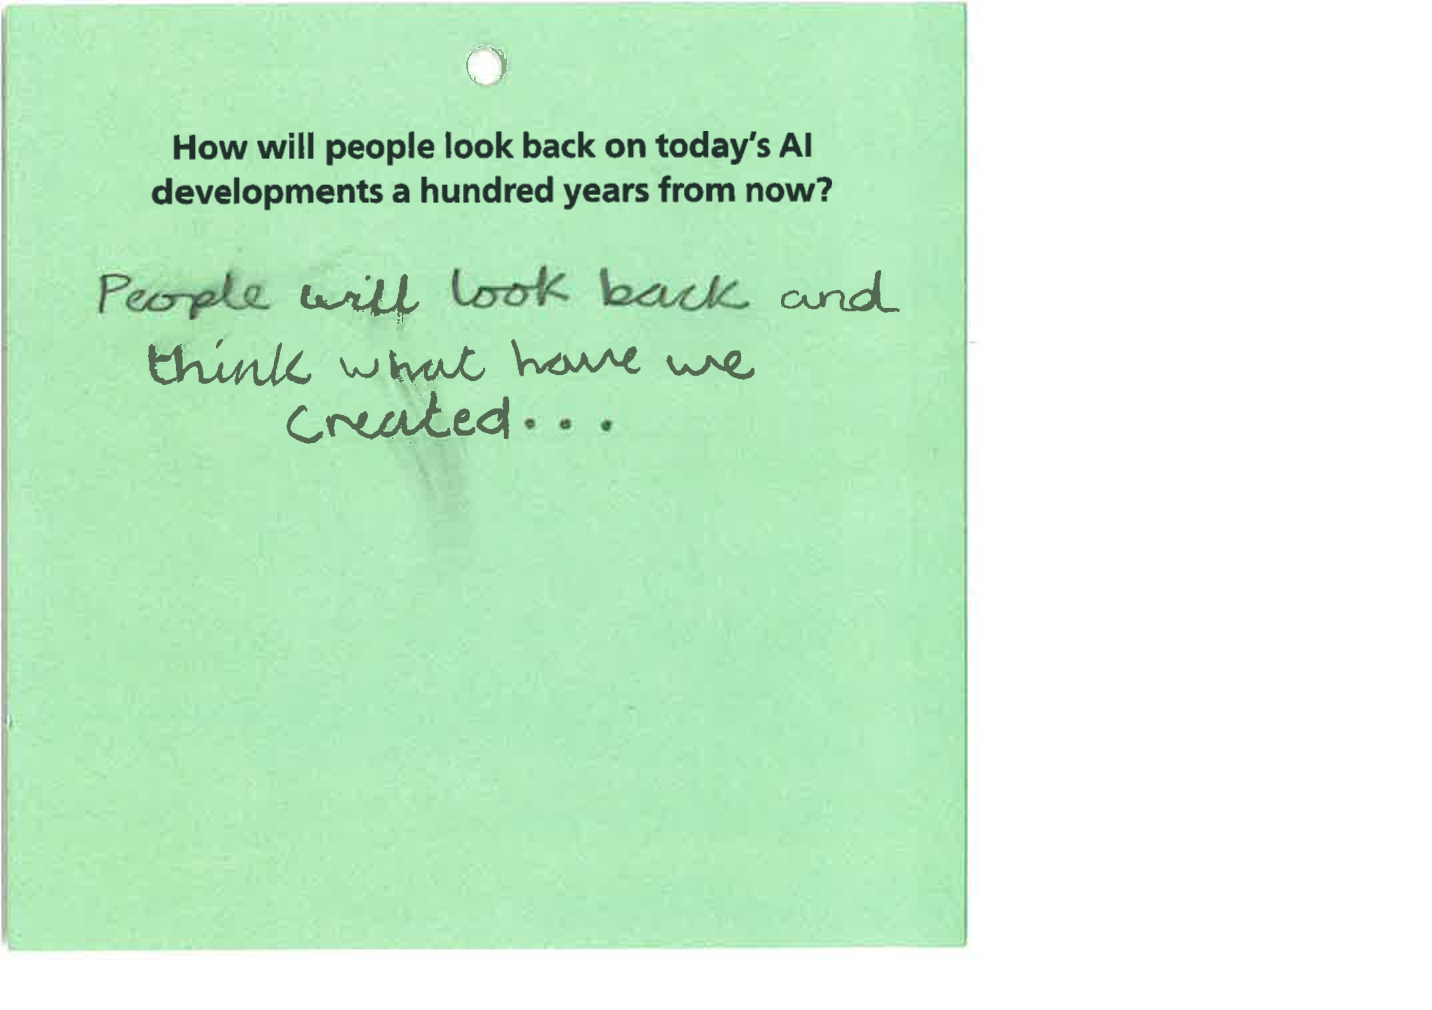 How will people look back on today's AI
developments a hundred years from now?
People will look back and
think what have we
created...